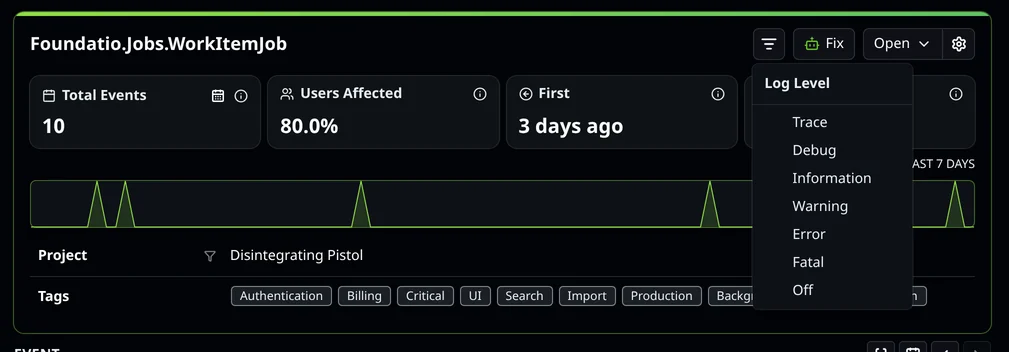 Foundatio.Jobs.WorkItemJob
Fix
Open
Log Level
Trace
Debug
Information
Warning
Error
Fatal
Off
Total Events
10
Users Affected
80.0%
First
3 days ago
7 DAYS
Project
Disintegrating Pistol
Tags
Authentication
Billing
Critical
UI
Search
Import
Production